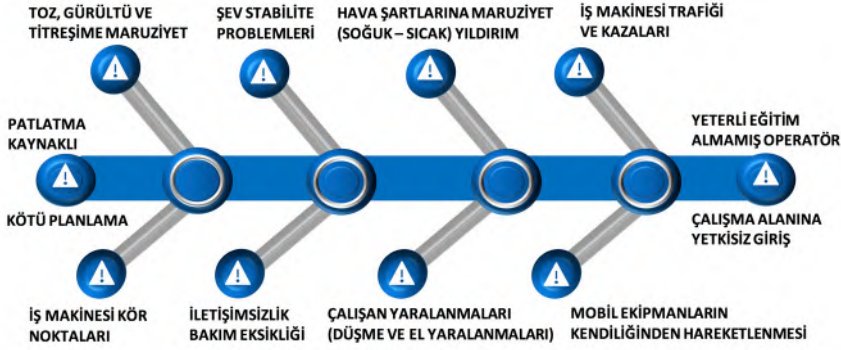 TOZ, GÜRÜLTÜ VE
TİTREŞİME MARUZİYET
ŞEV STABİLİTE
PROBLEMLERİ
HAVA ŞARTLARINA MARUZİYET
(SOĞUK – SICAK) YILDIRIM
İŞ MAKİNESİ TRAFİĞİ
VE KAZALARI
PATLATMA
KAYNAKLI
YETERLİ EĞİTİM
ALMAMIŞ OPERATÖR
KÖTÜ PLANLAMA
ÇALIŞMA ALANINA
YETKİSİZ GİRİŞ
İŞ MAKİNESİ KÖR
NOKTALARI
İLETİŞİMSİZLİK
BAKIM EKSİKLİĞİ
ÇALIŞAN YARALANMALARI
(DÜŞME VE EL YARALANMALARI)
MOBİL EKİPMANLARIN
KENDİLİĞİNDEN HAREKETLENMESİ